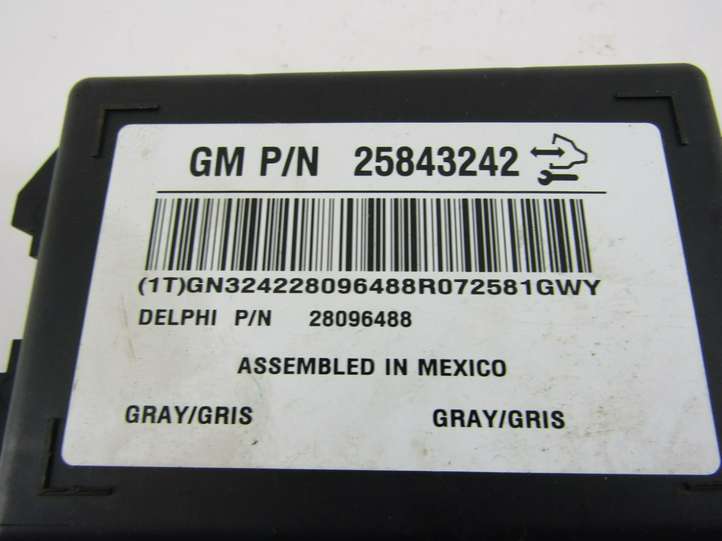 GM P/N 25843242
(1T)GN324228096488R072581GWY
DELPHI P/N 28096488
ASSEMBLED IN MEXICO
GRAY/GRIS GRAY/GRIS